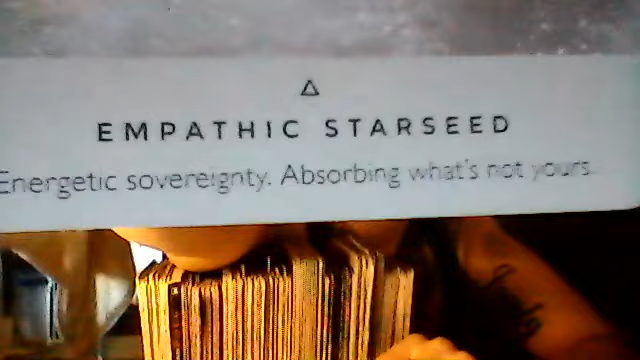 EMPATHIC STARSEED
Energetic sovereignty. Absorbing what's not yours.